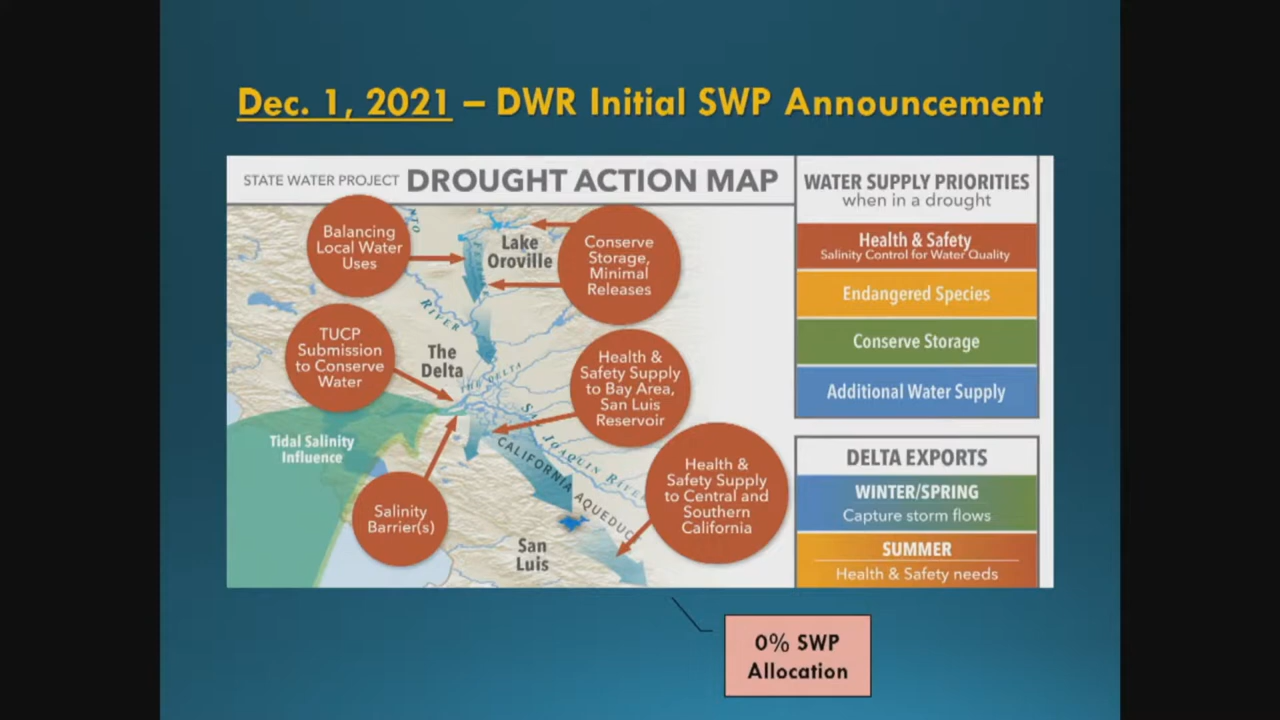 Dec. 1, 2021 – DWR Initial SWP Announcement
STATE WATER PROJECT DROUGHT ACTION MAP
Balancing
Local Water
Uses
Lake
Oroville
Conserve
Storage,
Minimal
Releases
RIVER
TUCP
Submission
to Conserve
Water
The
Delta
THE DELTA
Health &
Safety Supply
to Bay Area,
San Luis
Reservoir
SAN JOAQUIN RIVER
CALIFORNIA AQUEDUC
Tidal Salinity
Influence
Salinity
Barrier(s)
Health &
Safety Supply
to Central and
Southern
California
San
Luis
WATER SUPPLY PRIORITIES
when in a drought
Health & Safety
Salinity Control for Water Quality
Endangered Species
Conserve Storage
Additional Water Supply
DELTA EXPORTS
WINTER/SPRING
Capture storm flows
SUMMER
Health & Safety needs
0% SWP
Allocation